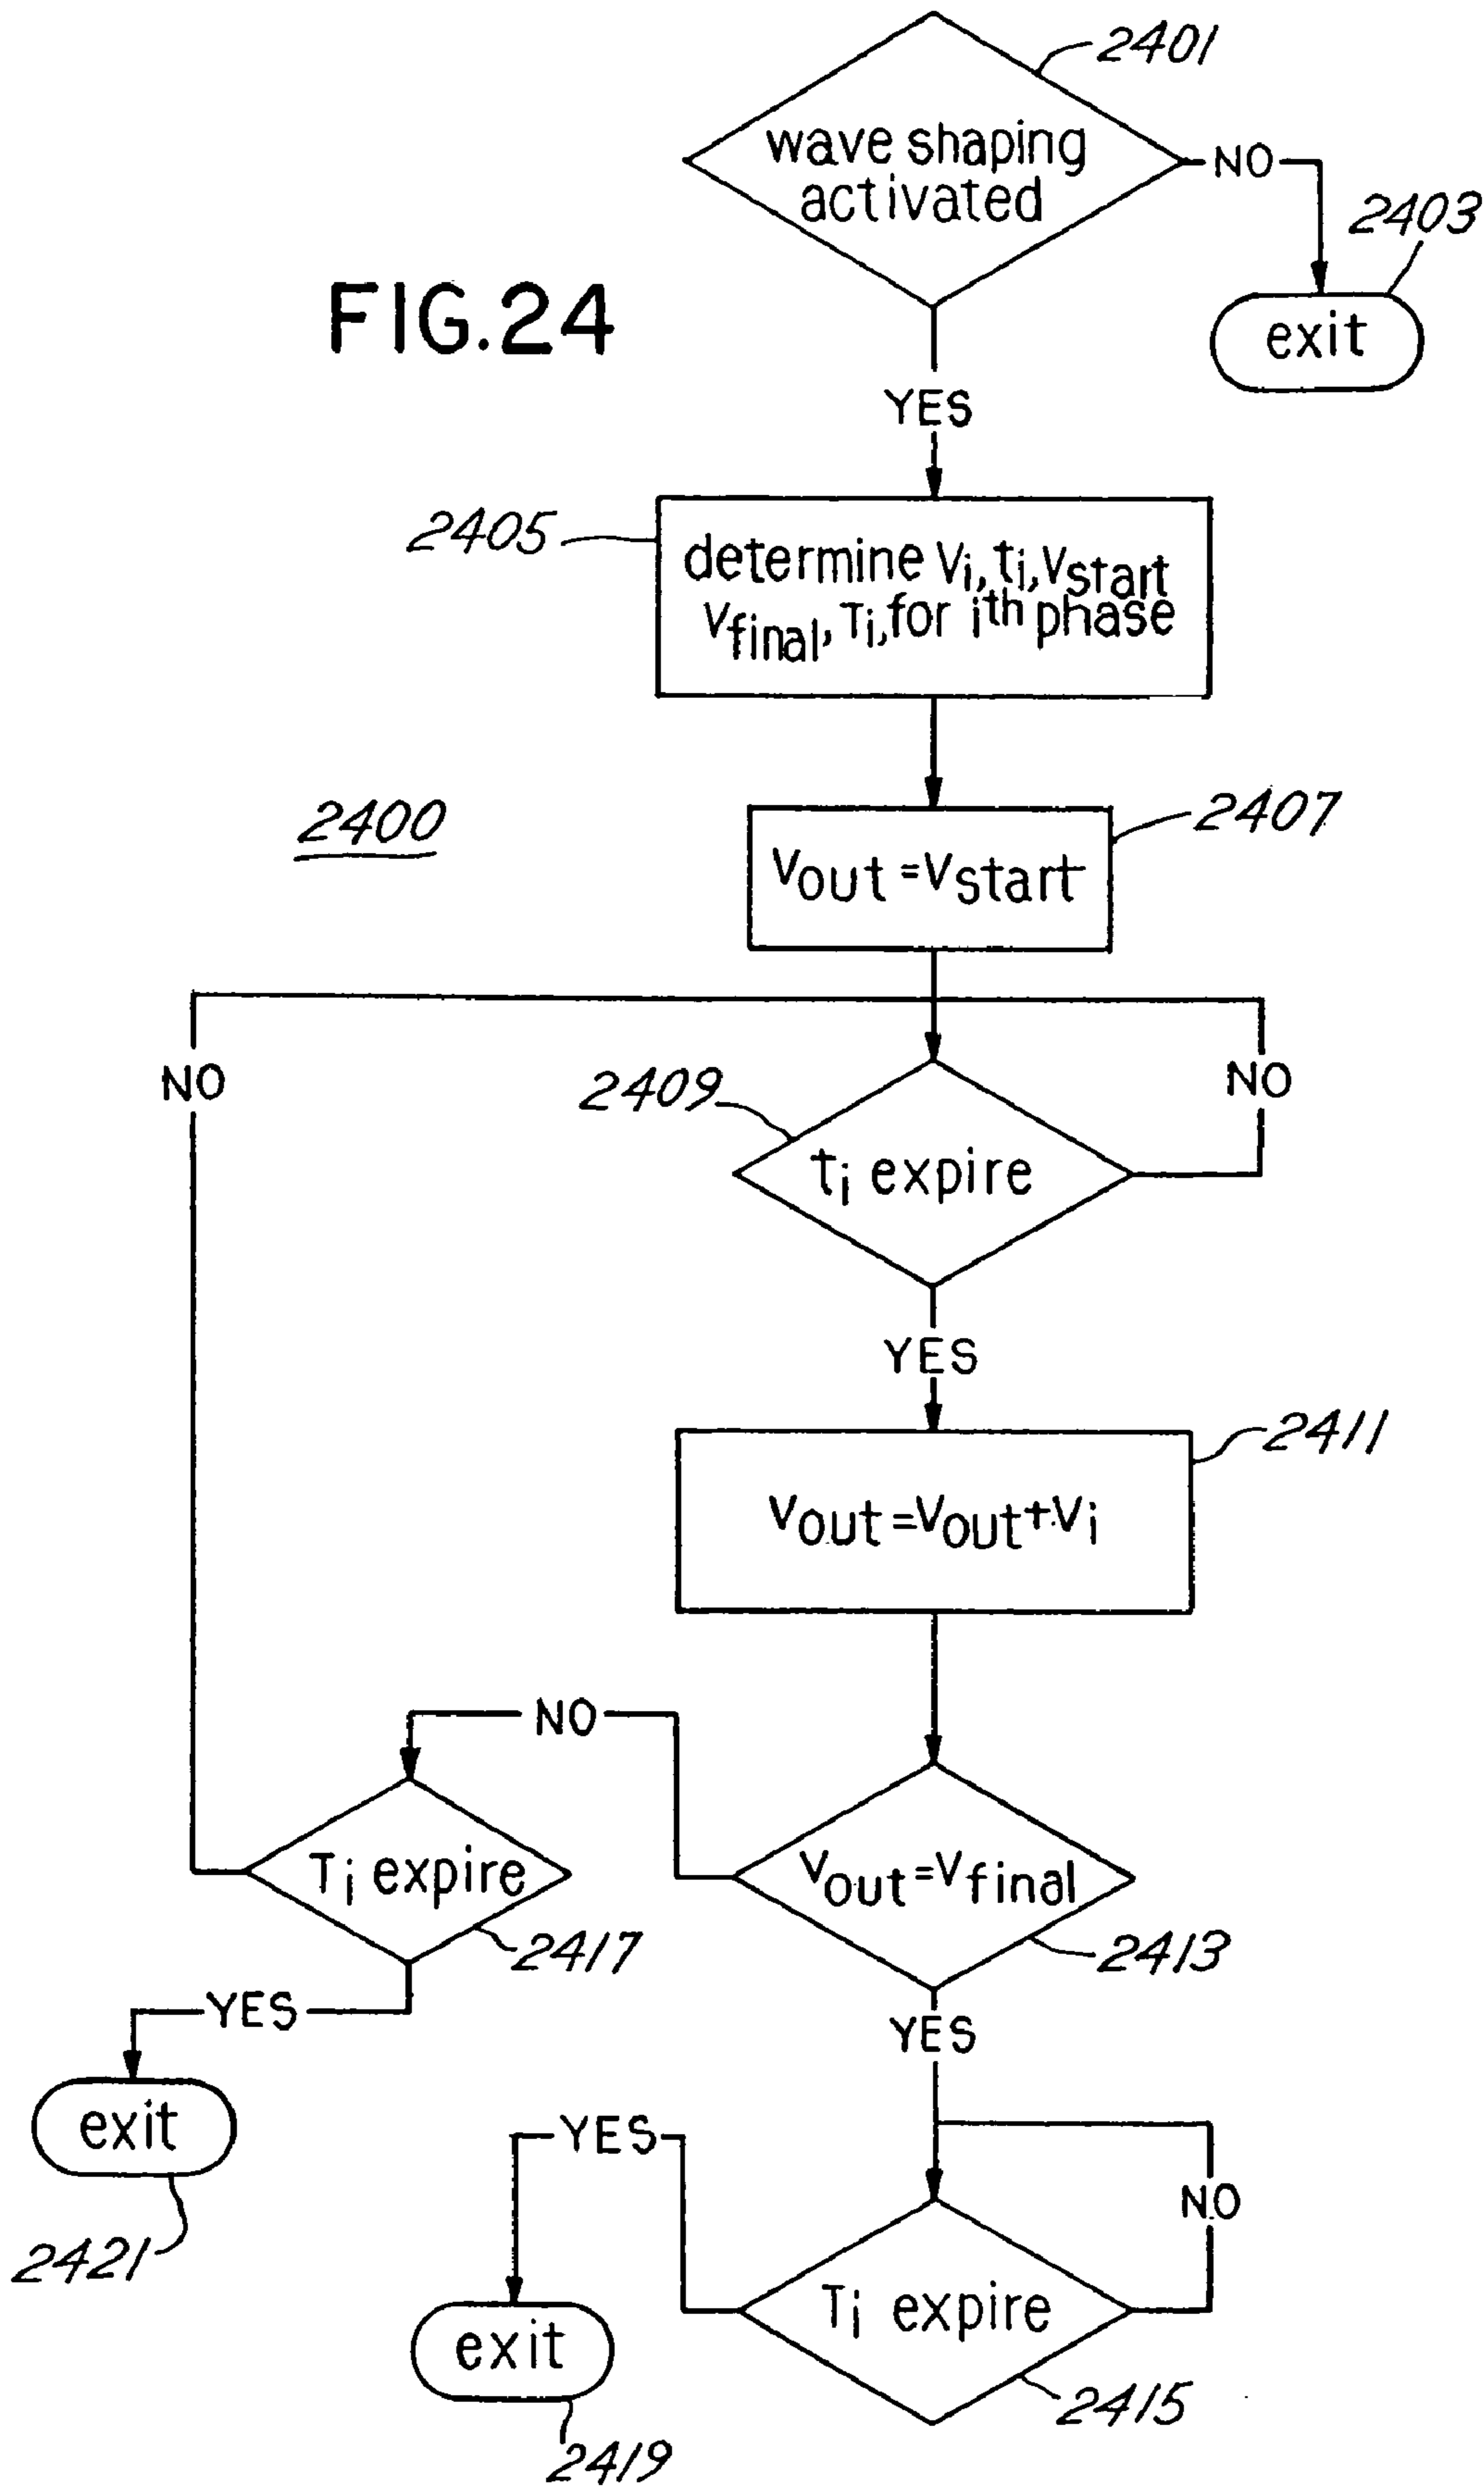 2401
wave shaping
activated
NO
2403
exit
FIG.24
YES
2405
determine Vi, ti, Vstart
Vfinal, Ti, for ith phase
2400
2407
Vout = Vstart
NO
NO
2409
ti expire
YES
2411
Vout = Vout + Vi
NO
Ti expire
2417
Vout = Vfinal
2413
YES
YES
exit
2421
YES
NO
Ti expire
exit
2415
2419